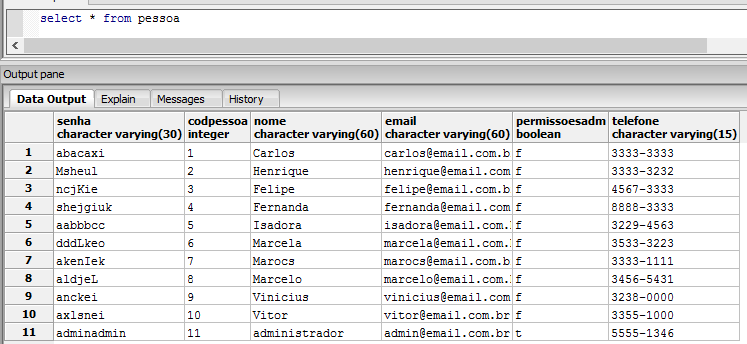 select * from pessoa
Output pane
Data Output Explain Messages History
senha codpessoa nome email permissoesadm telefone
character varying(30) integer character varying(60) character varying(60) boolean character varying(15)
1 abacaxi 1 Carlos carlos@email.com.b f 3333-3333
2 Msheul 2 Henrique henrique@email.com f 3333-3232
3 ncjKie 3 Felipe felipe@email.com.b f 4567-3333
4 shejgiuk 4 Fernanda fernanda@email.com f 8888-3333
5 aabbbcc 5 Isadora isadora@email.com. f 3229-4563
6 dddLkeo 6 Marcela marcela@email.com. f 3533-3223
7 akenIek 7 Marocs marocs@email.com.b f 3333-1111
8 aldjeL 8 Marcelo marcelo@email.com. f 3456-5431
9 anckei 9 Vinicius vinicius@email.com f 3238-0000
10 axlsnei 10 Vitor vitor@email.com.br f 3355-1000
11 adminadmin 11 administrador admin@email.com.br t 5555-1346